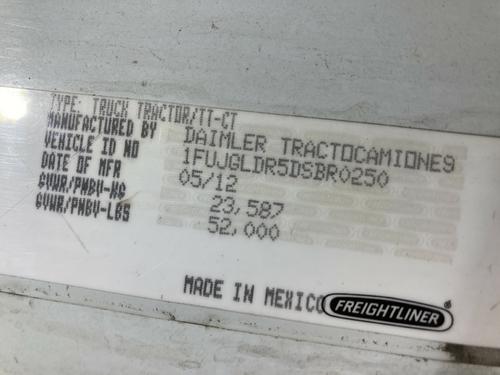 TYPE: TRUCK TRACTOR/TT-CT
MANUFACTURED BY DAIMLER TRACTOCAMIONES
VEHICLE ID NO 1FUJGLDR5DSBR0250
DATE OF MFR 05/12
GVWR/PNBV-KG 23,587
GVWR/PNBV-LBS 52,000
MADE IN MEXICO FREIGHTLINER